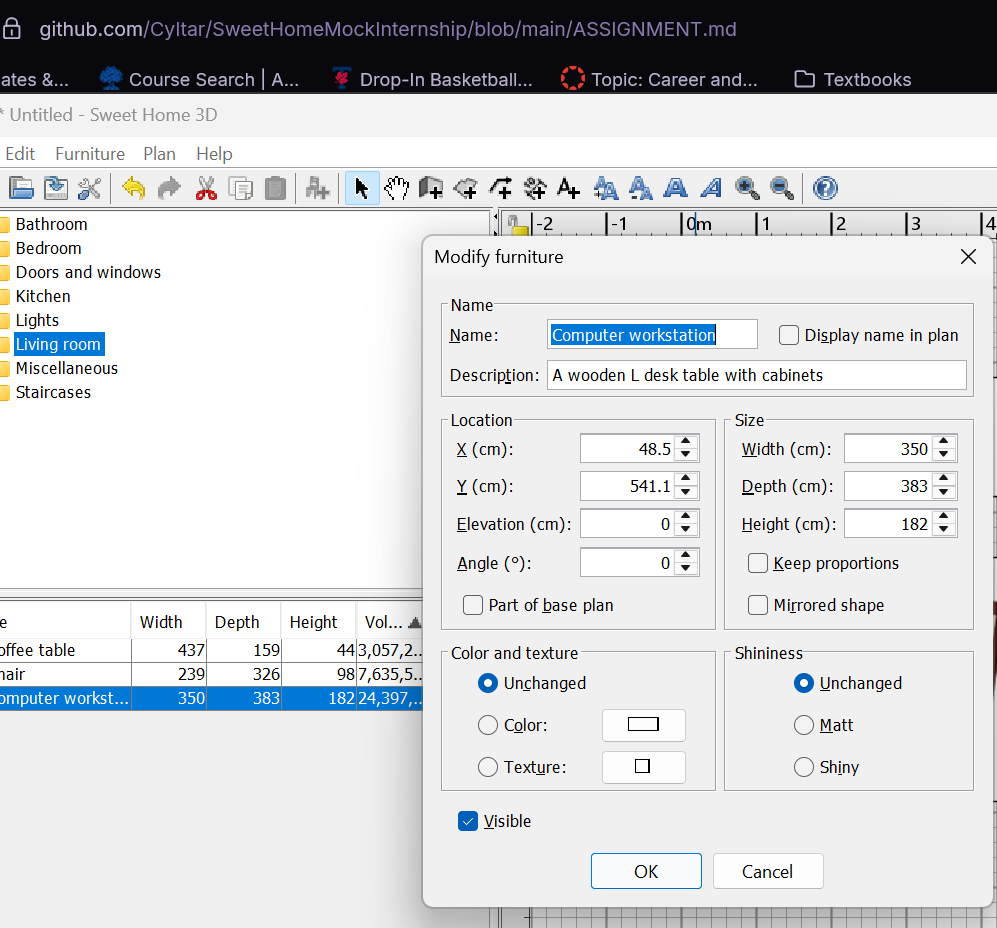 github.com/Cyltar/SweetHomeMockInternship/blob/main/ASSIGNMENT.md
ates &... Course Search | A... Drop-In Basketball... Topic: Career and... Textbooks
* Untitled - Sweet Home 3D
Edit Furniture Plan Help
Bathroom
Bedroom
Doors and windows
Kitchen
Lights
Living room
Miscellaneous
Staircases
-2 -1 0m 1 2 3 4
Modify furniture
Name
Name: Computer workstation Display name in plan
Description: A wooden L desk table with cabinets
Location
X (cm): 48.5
Y (cm): 541.1
Elevation (cm): 0
Angle (º): 0
Part of base plan
Size
Width (cm): 350
Depth (cm): 383
Height (cm): 182
Keep proportions
Mirrored shape
Color and texture
Unchanged
Color:
Texture:
Shininess
Unchanged
Matt
Shiny
Visible
OK Cancel
e Width Depth Height Vol...
offee table 437 159 44 3,057,2...
hair 239 326 98 7,635,5...
omputer workst... 350 383 182 24,397,...